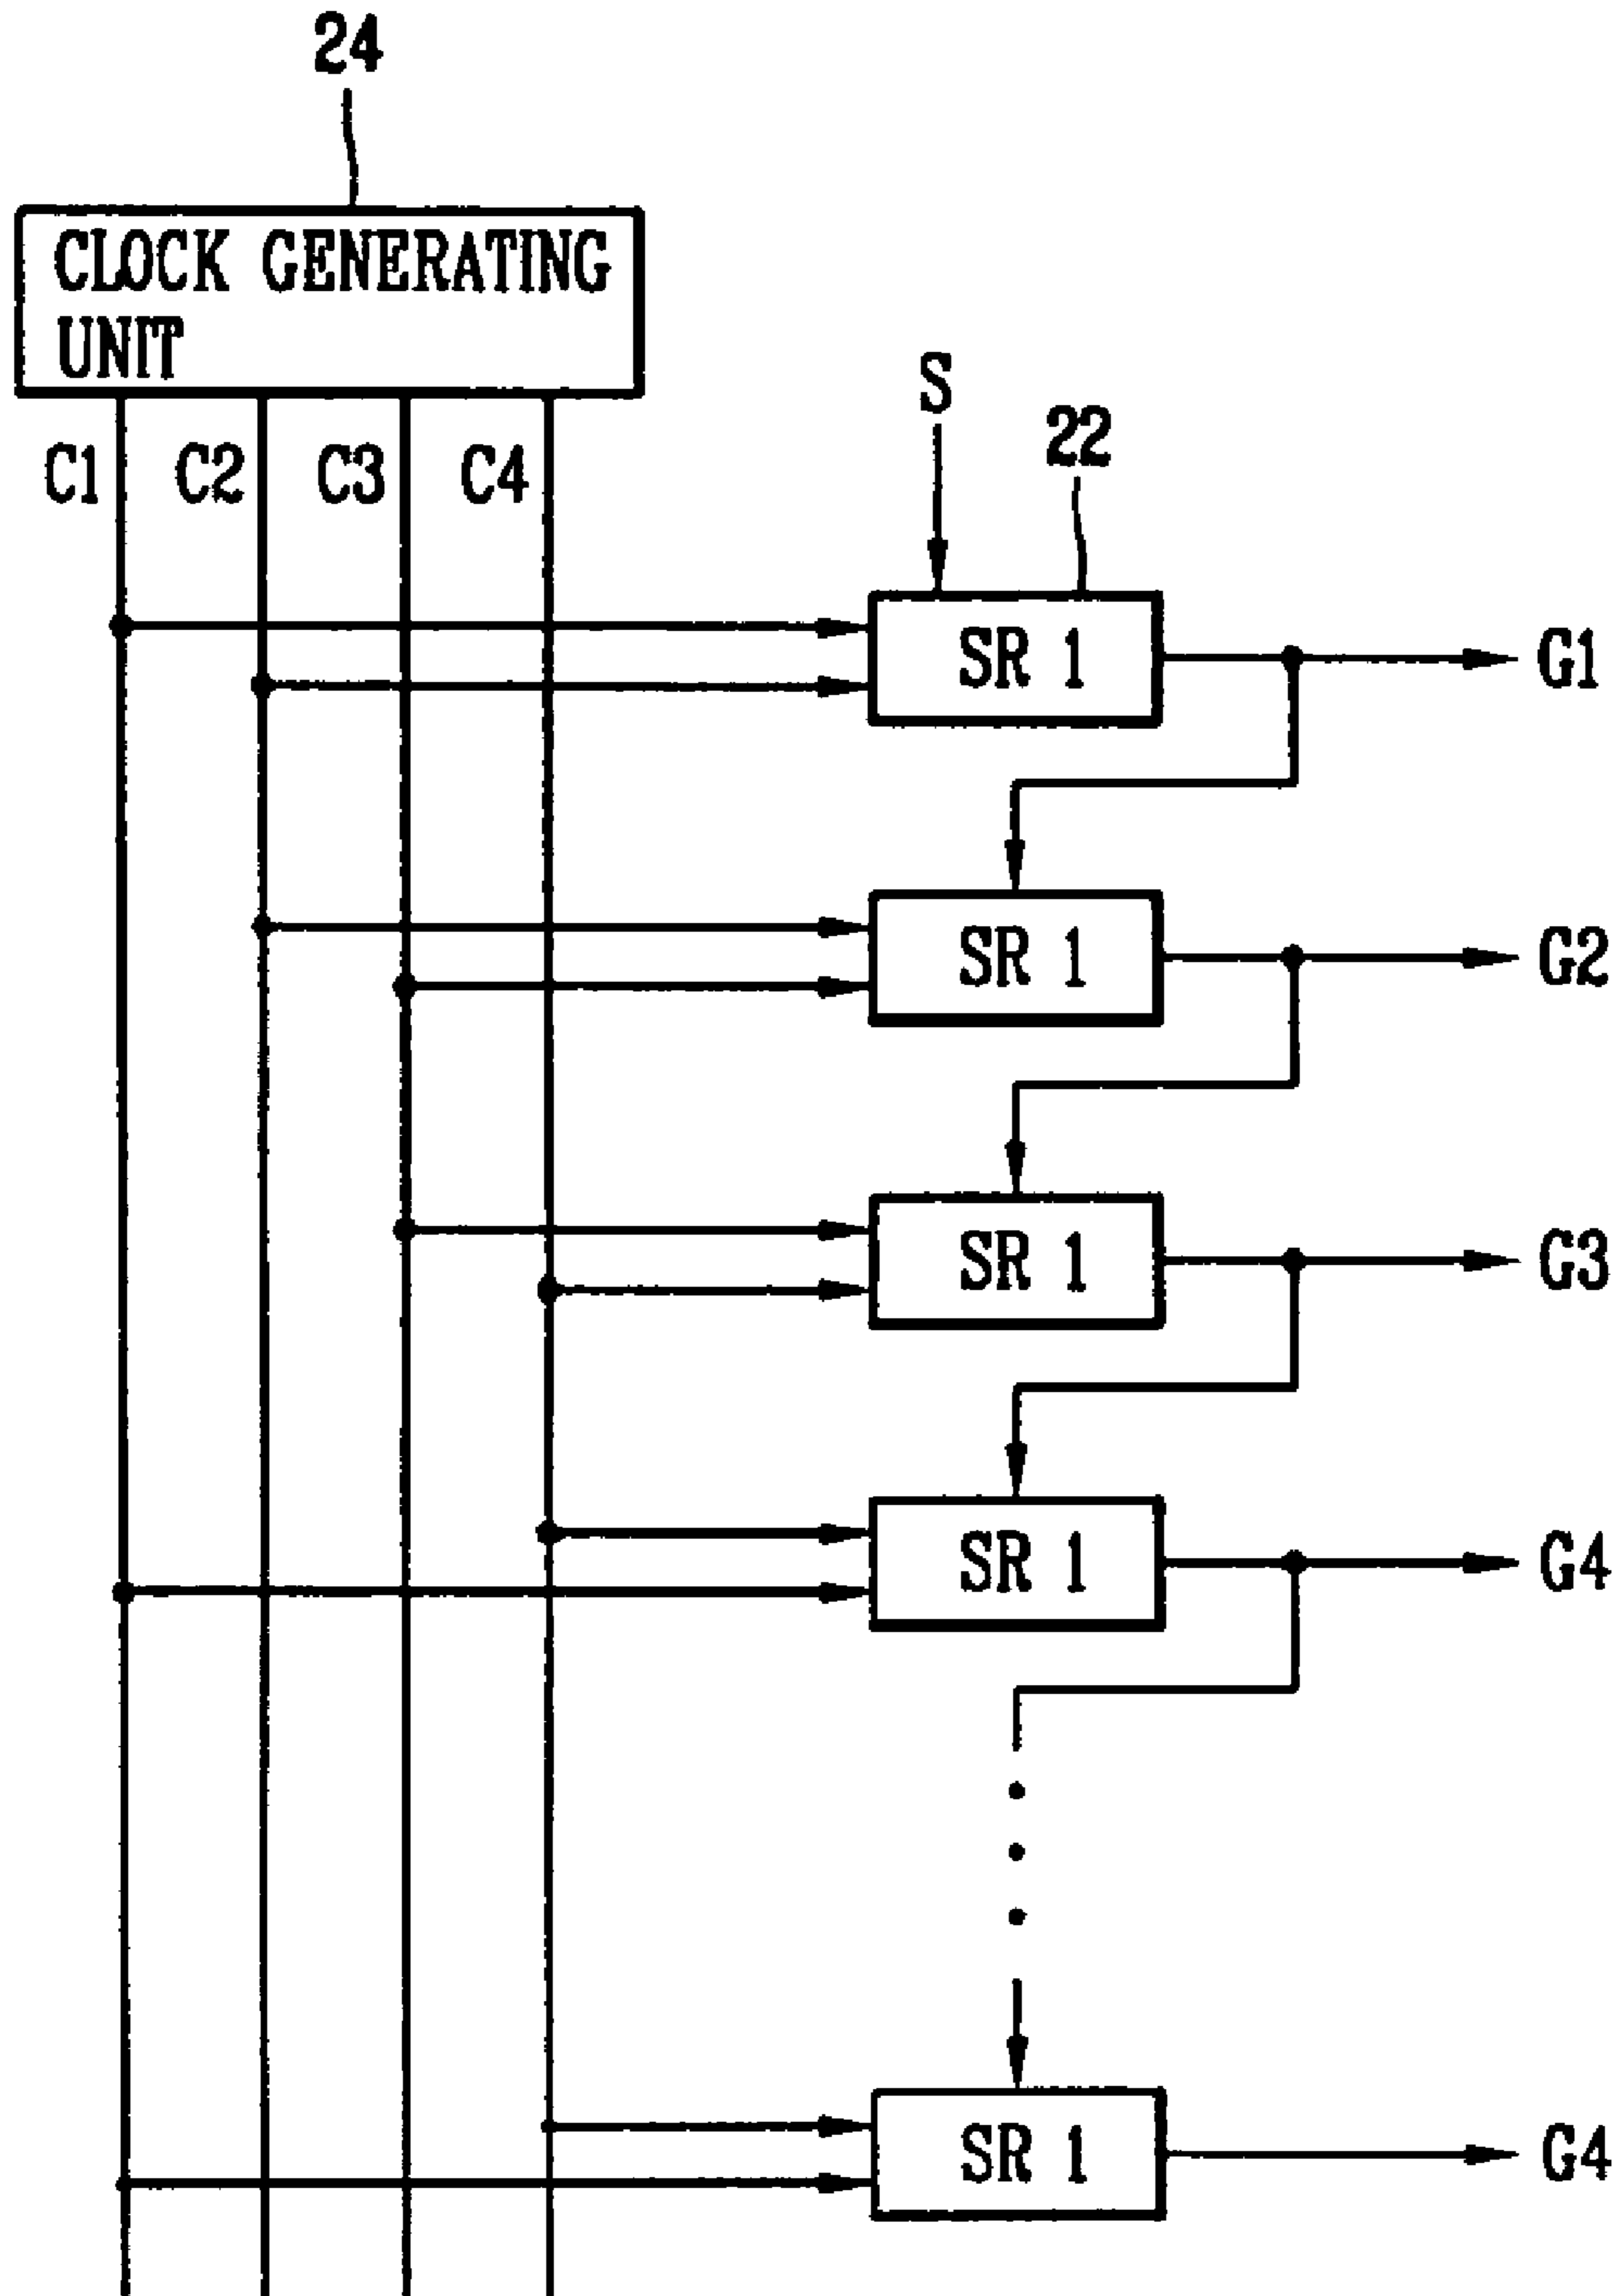 24
CLOCK GENERATING
UNIT
S
22
C1 C2 C3 C4
SR 1
G1
SR 1
G2
SR 1
G3
SR 1
G4
SR 1
G4